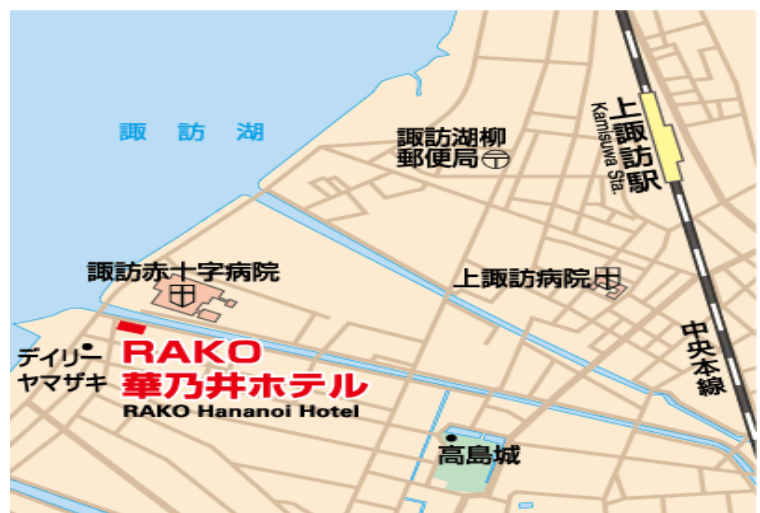 諏訪湖
諏訪湖柳
郵便局
上諏訪駅
Kamisuwa Sta.
諏訪赤十字病院
上諏訪病院
中央本線
デイリー
ヤマザキ
RAKO
華乃井ホテル
RAKO Hananoi Hotel
高島城